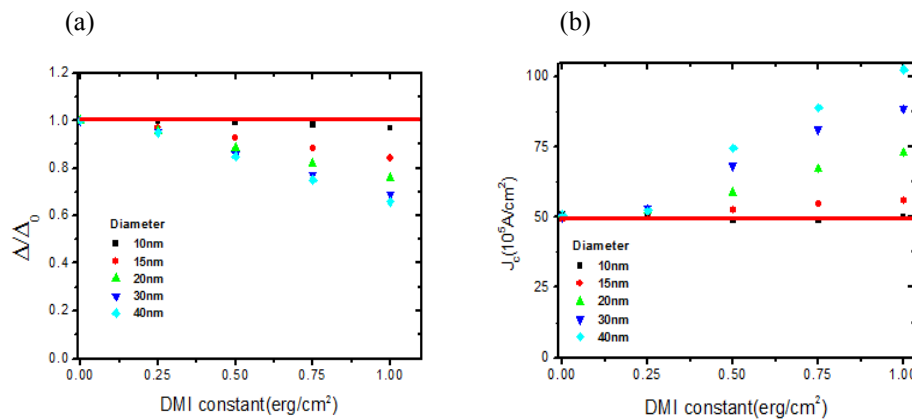 (a)
(b)
1.2
1.0
0.8
0.6
0.4
0.2
0.0
Δ/Δ0
Diameter
10nm
15nm
20nm
30nm
40nm
0.00 0.25 0.50 0.75 1.00
DMI constant(erg/cm²)
100
75
50
25
0
Jc(10⁵A/cm²)
Diameter
10nm
15nm
20nm
30nm
40nm
0.00 0.25 0.50 0.75 1.00
DMI constant(erg/cm²)